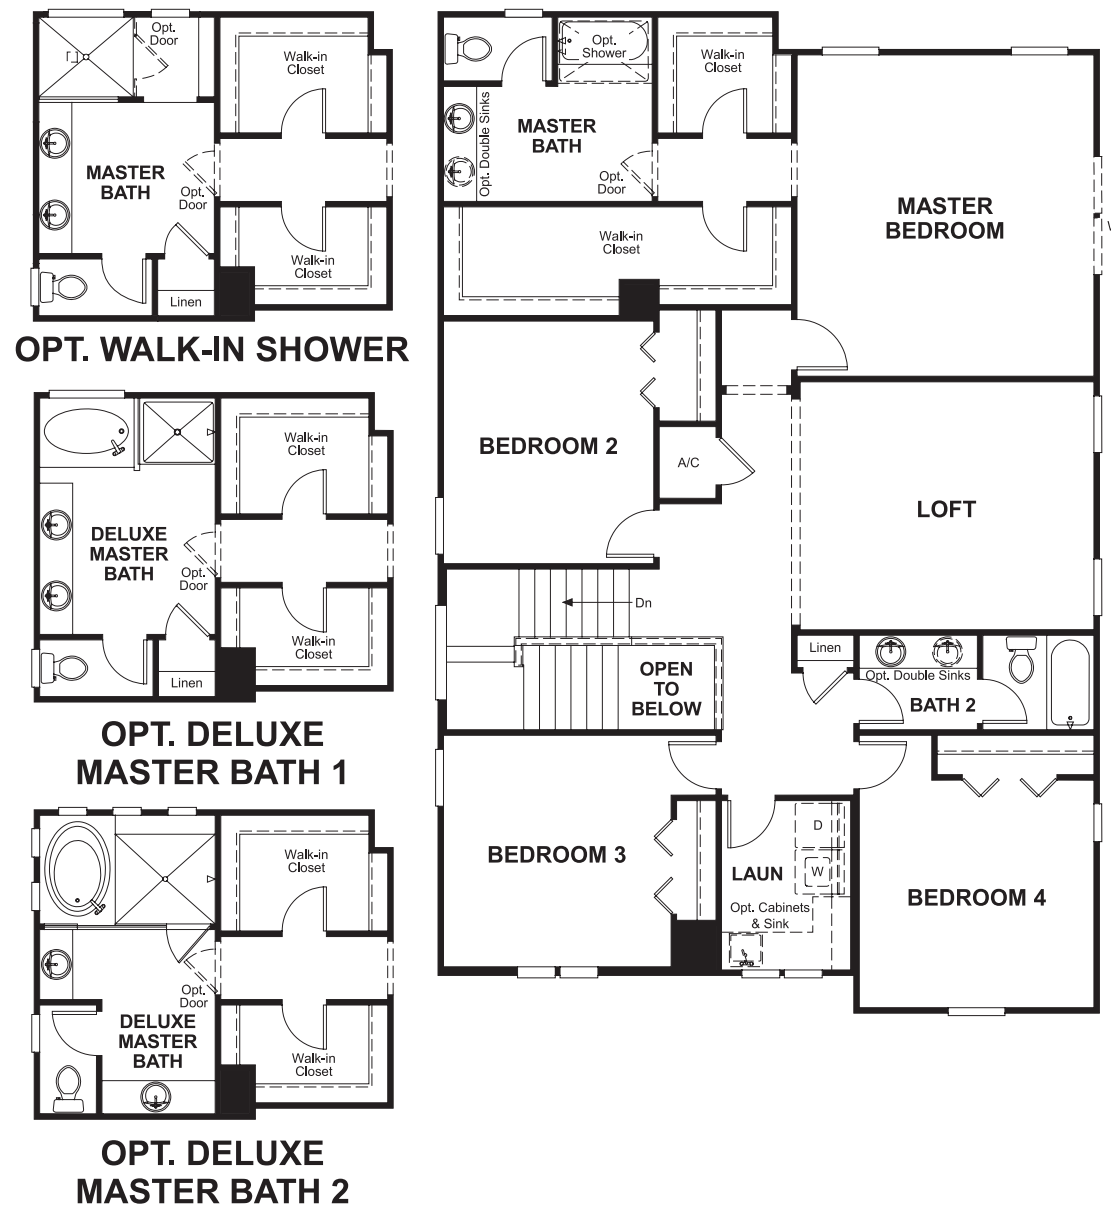 Opt.
Door
Walk-in
Closet
MASTER
BATH
Opt.
Door
Walk-in
Closet
Linen
OPT. WALK-IN SHOWER
Walk-in
Closet
DELUXE
MASTER
BATH
Opt.
Door
Walk-in
Closet
Linen
OPT. DELUXE
MASTER BATH 1
Walk-in
Closet
Opt.
Door
DELUXE
MASTER
BATH
Walk-in
Closet
OPT. DELUXE
MASTER BATH 2
Opt.
Shower
Walk-in
Closet
Opt. Double Sinks
MASTER
BATH
Opt.
Door
Walk-in
Closet
MASTER
BEDROOM
BEDROOM 2
A/C
LOFT
Dn
OPEN
TO
BELOW
Linen
Opt. Double Sinks
BATH 2
BEDROOM 3
D
W
LAUN
Opt. Cabinets
& Sink
BEDROOM 4